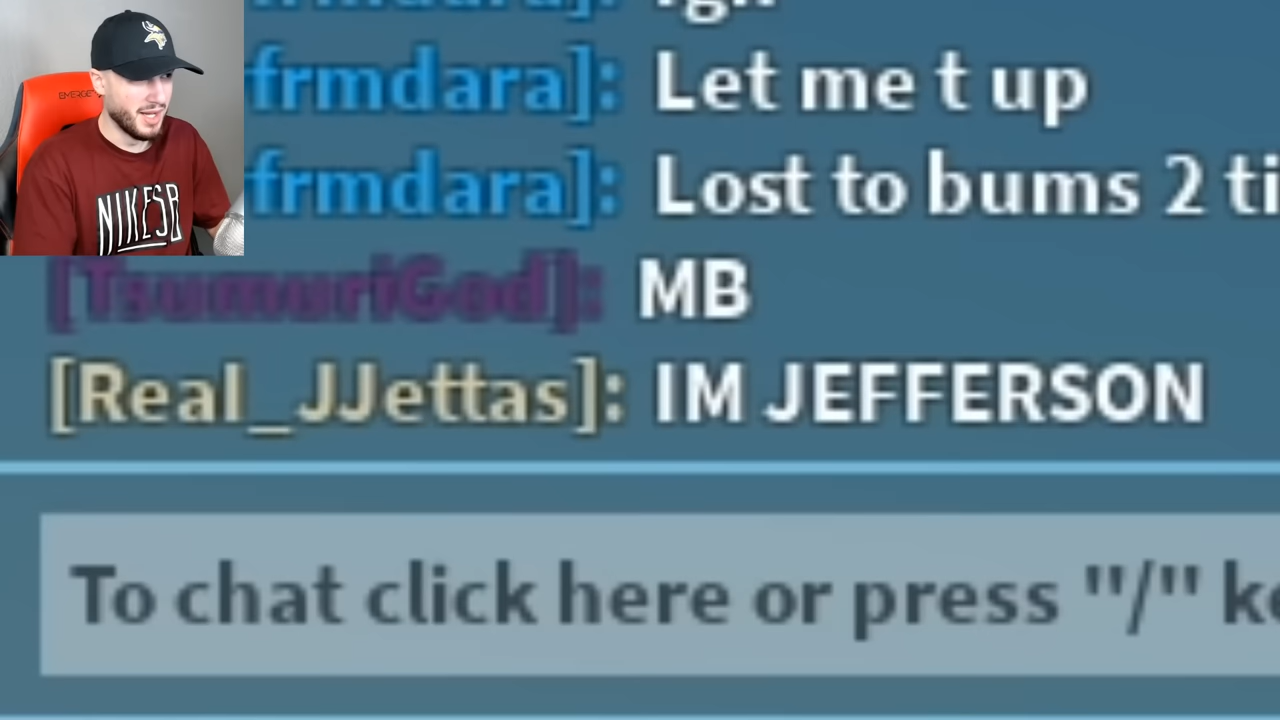 frmdara]:
frmdara]: Let me t up
frmdara]: Lost to bums 2 ti
[TsumuriGod]: MB
[Real_JJettas]: IM JEFFERSON
To chat click here or press "/" ke
NIKESB